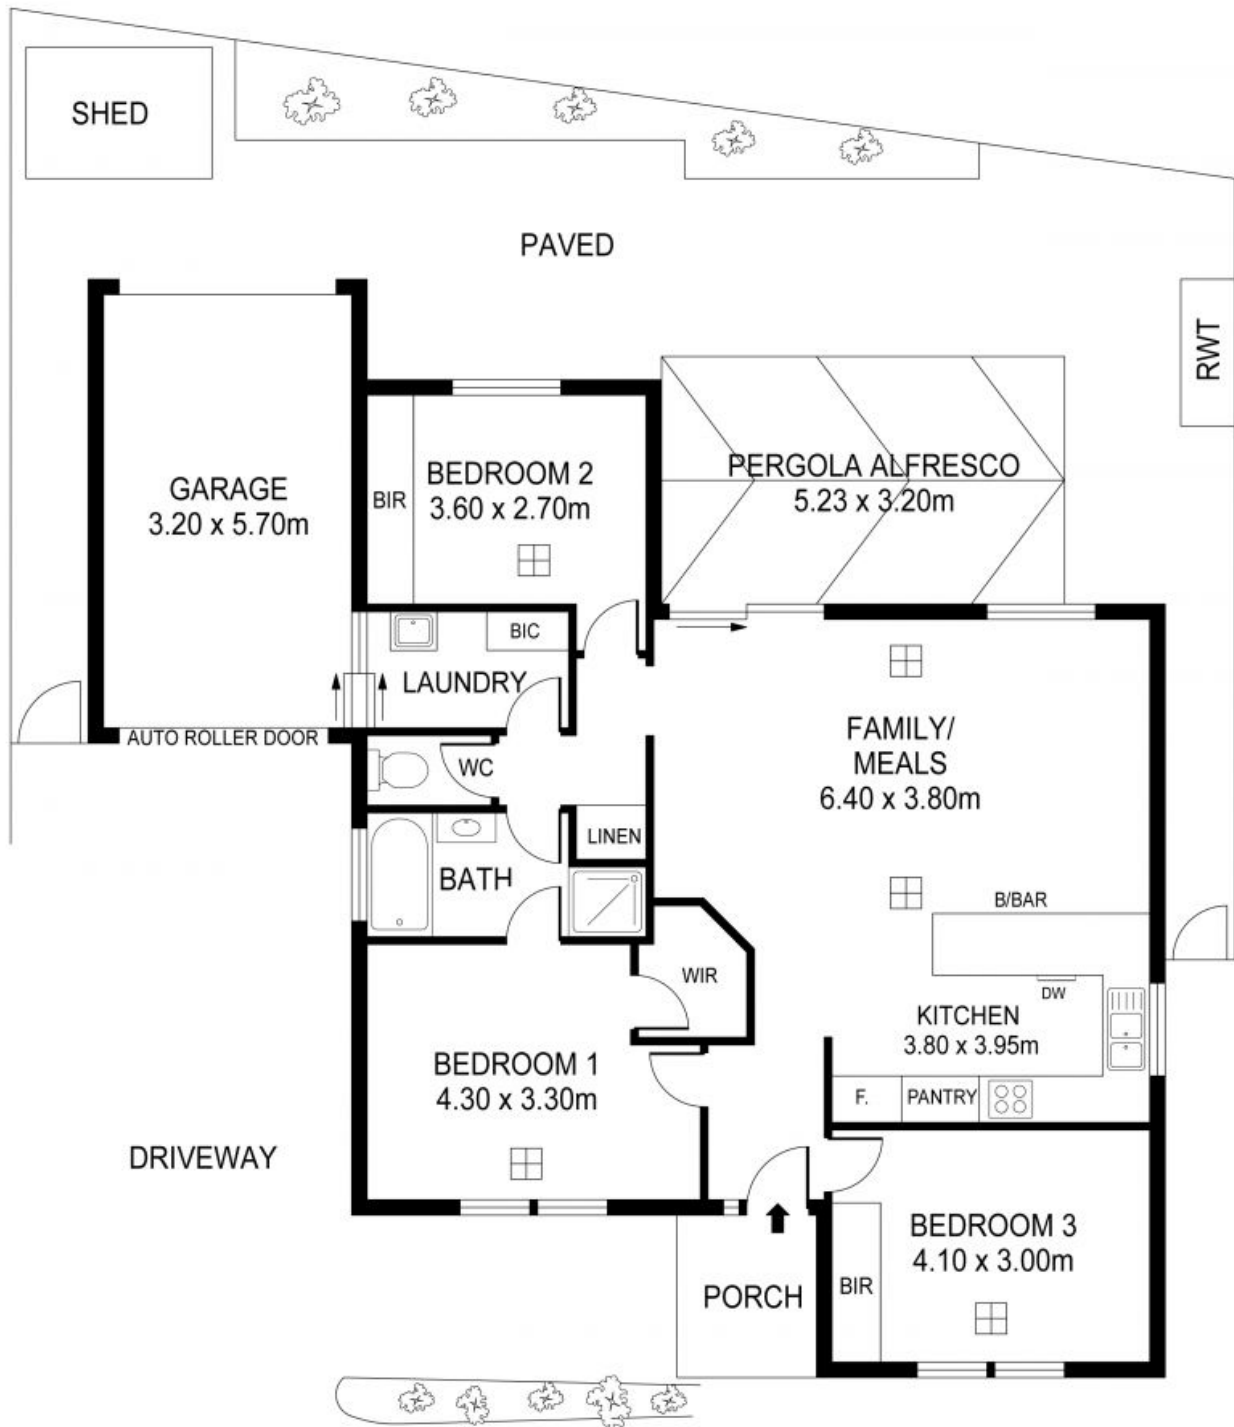 SHED
PAVED
RWT
GARAGE
3.20 x 5.70m
BIR
BEDROOM 2
3.60 x 2.70m
PERGOLA ALFRESCO
5.23 x 3.20m
BIC
LAUNDRY
AUTO ROLLER DOOR
WC
FAMILY/
MEALS
6.40 x 3.80m
LINEN
BATH
B/BAR
WIR
DW
KITCHEN
3.80 x 3.95m
BEDROOM 1
4.30 x 3.30m
F.
PANTRY
DRIVEWAY
BEDROOM 3
4.10 x 3.00m
BIR
PORCH